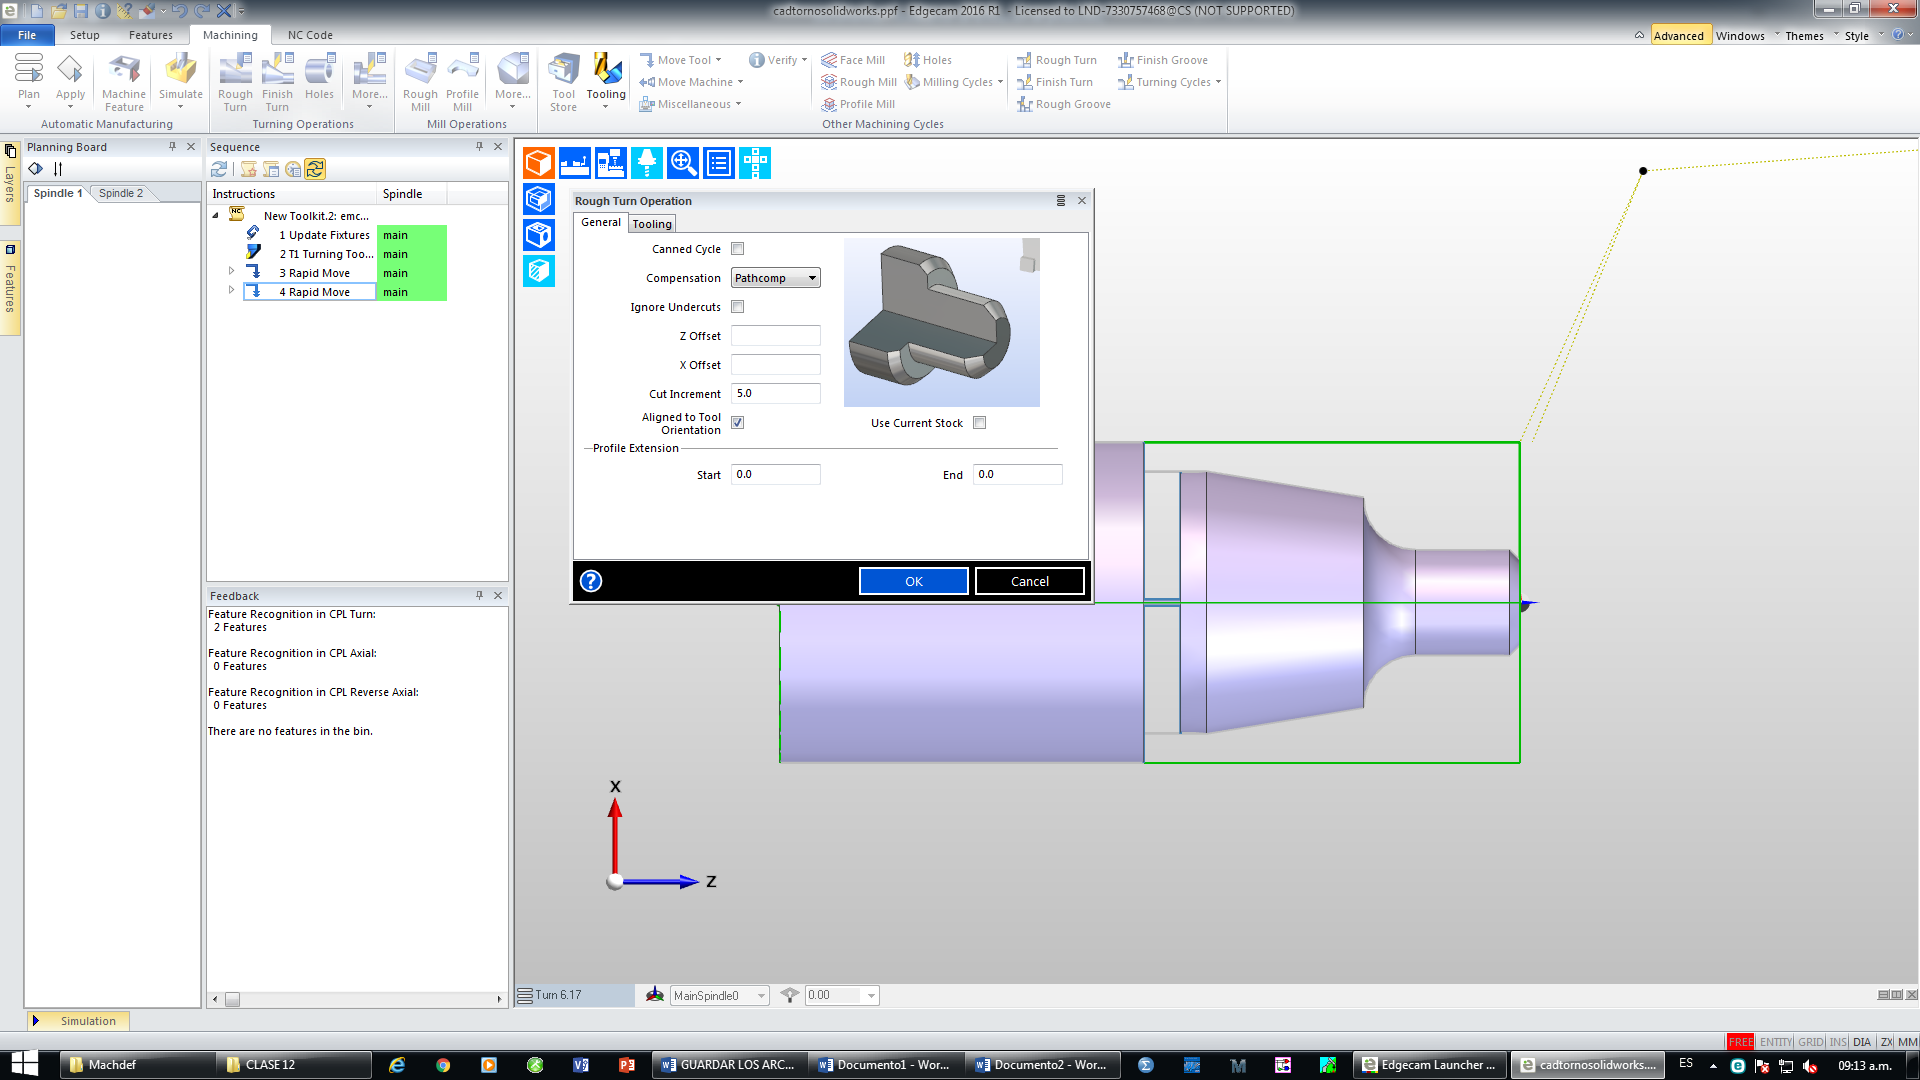 cadtornosolidworks.ppf - Edgecam 2016 R1 - Licensed to LND-7330757468@CS (NOT SUPPORTED)
File Setup Features Machining NC Code
Advanced Windows Themes Style
Plan Apply Machine Feature Simulate
Automatic Manufacturing
Rough Turn Finish Turn Holes More...
Turning Operations
Rough Mill Profile Mill More...
Mill Operations
Tool Store Tooling
Move Tool
Move Machine
Miscellaneous
Verify
Face Mill
Rough Mill
Profile Mill
Holes
Milling Cycles
Rough Turn
Finish Turn
Rough Groove
Finish Groove
Turning Cycles
Other Machining Cycles
Layers
Features
Planning Board
Spindle 1 Spindle 2
Sequence
Instructions Spindle
NC New Toolkit.2: emc...
1 Update Fixtures main
2 T1 Turning Too... main
3 Rapid Move main
4 Rapid Move main
Feedback
Feature Recognition in CPL Turn:
2 Features
Feature Recognition in CPL Axial:
0 Features
Feature Recognition in CPL Reverse Axial:
0 Features
There are no features in the bin.
Rough Turn Operation
General Tooling
Canned Cycle
Compensation Pathcomp
Ignore Undercuts
Z Offset
X Offset
Cut Increment 5.0
Aligned to Tool Orientation
Use Current Stock
Profile Extension
Start 0.0 End 0.0
OK Cancel
X
Z
Turn 6.17 MainSpindle0 0.00
Simulation
FREE ENTITY GRID INS DIA ZX MM
Machdef
CLASE 12
GUARDAR LOS ARC...
Documento1 - Wor...
Documento2 - Wor...
Edgecam Launcher ...
cadtornosolidworks....
ES
09:13 a.m.